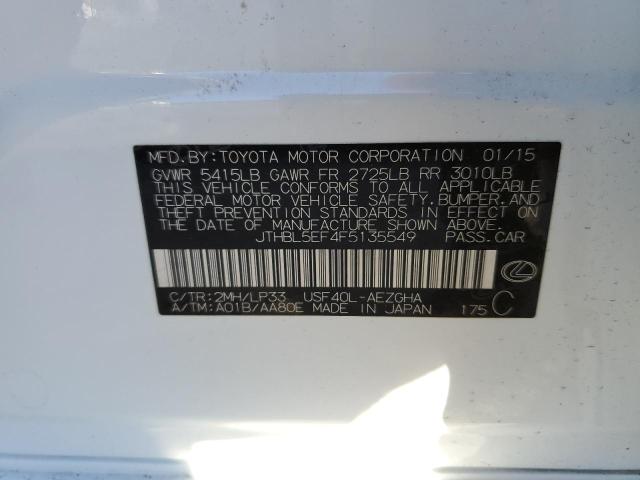 MFD.BY:TOYOTA MOTOR CORPORATION 01/15
GVWR 5415LB GAWR FR 2725LB RR 3010LB
THIS VEHICLE CONFORMS TO ALL APPLICABLE
FEDERAL MOTOR VEHICLE SAFETY,BUMPER,AND
THEFT PREVENTION STANDARDS IN EFFECT ON
THE DATE OF MANUFACTURE SHOWN ABOVE.
JTHBL5EF4F5135549 PASS.CAR
C/TR:2MH/LP33 USF40L-AEZGHA
A/TM:A01B/AA80E MADE IN JAPAN 175 C